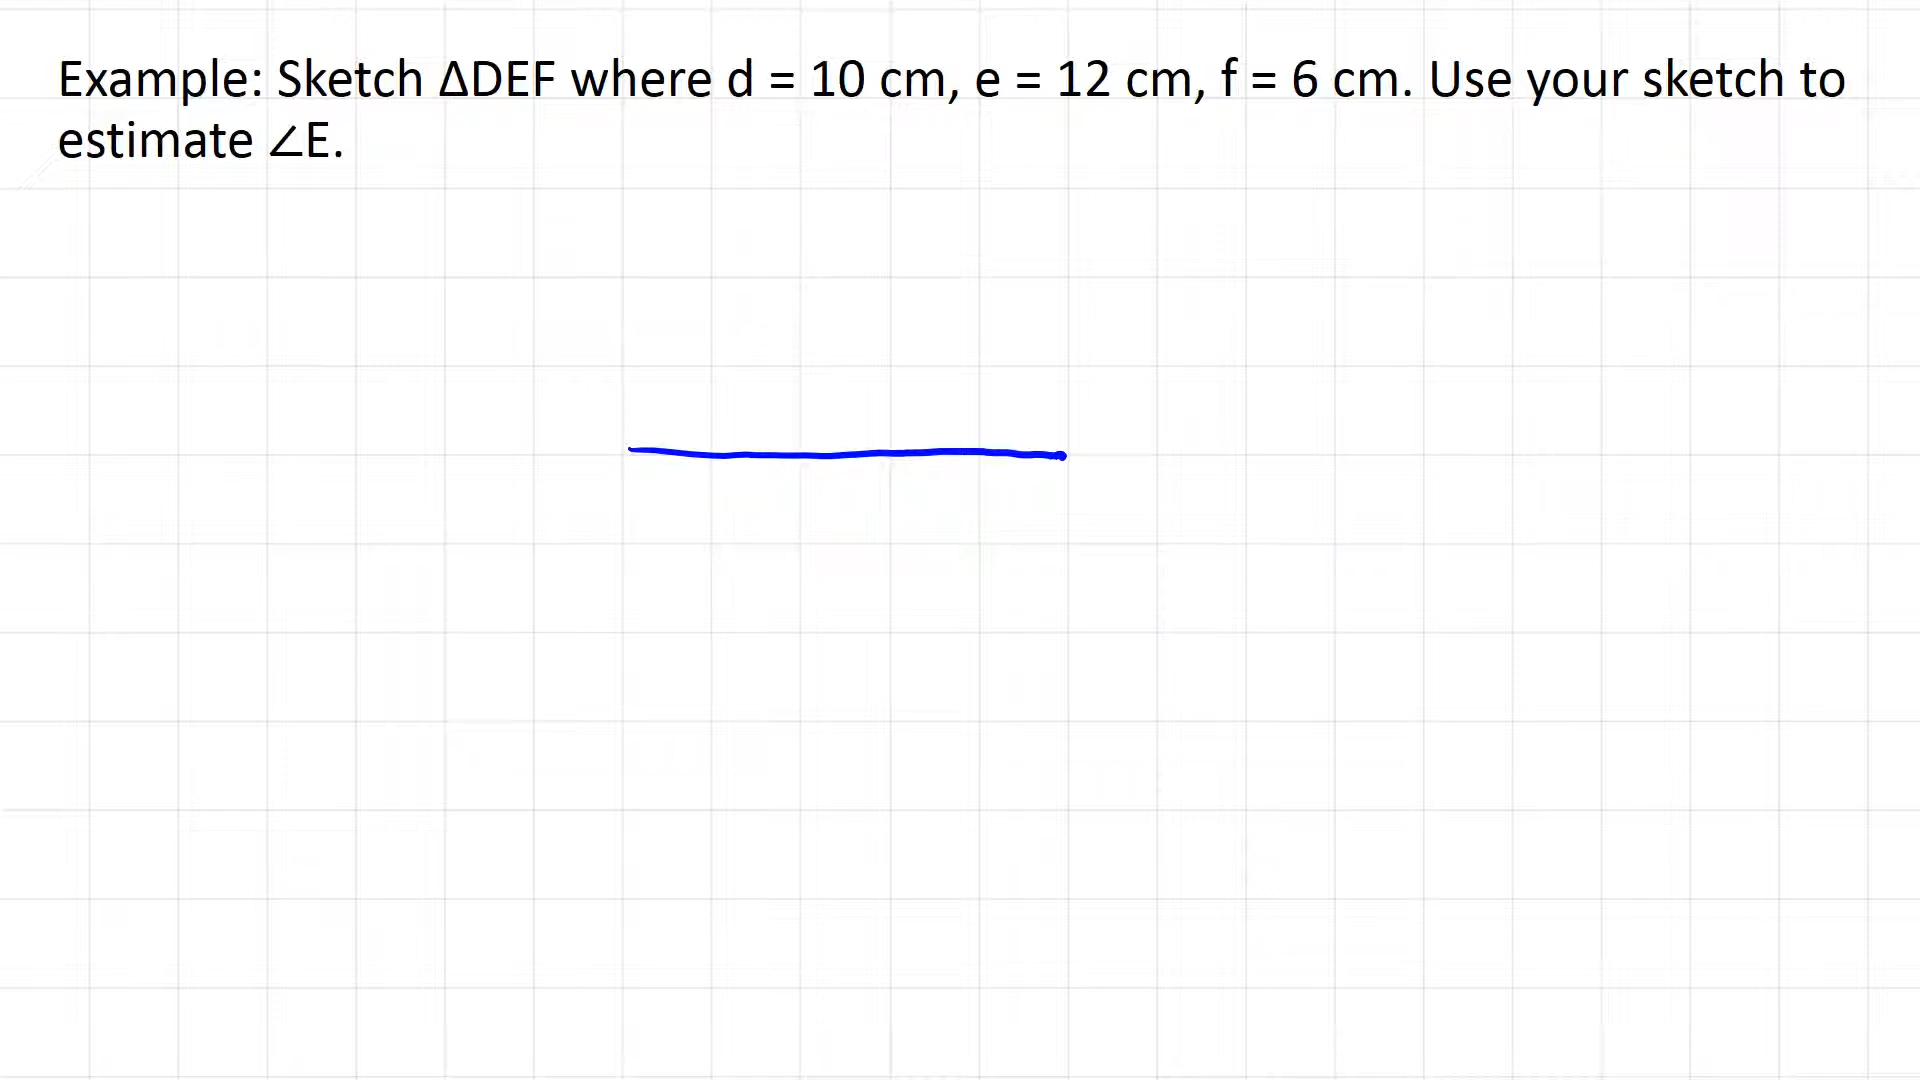 Example: Sketch ΔDEF where d = 10 cm, e = 12 cm, f = 6 cm. Use your sketch to
estimate ∠E.